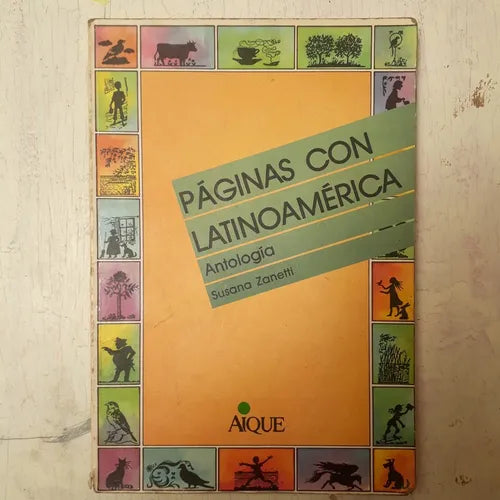 PÁGINAS CON
LATINOAMÉRICA
Antología
Susana Zanetti
AIQUE